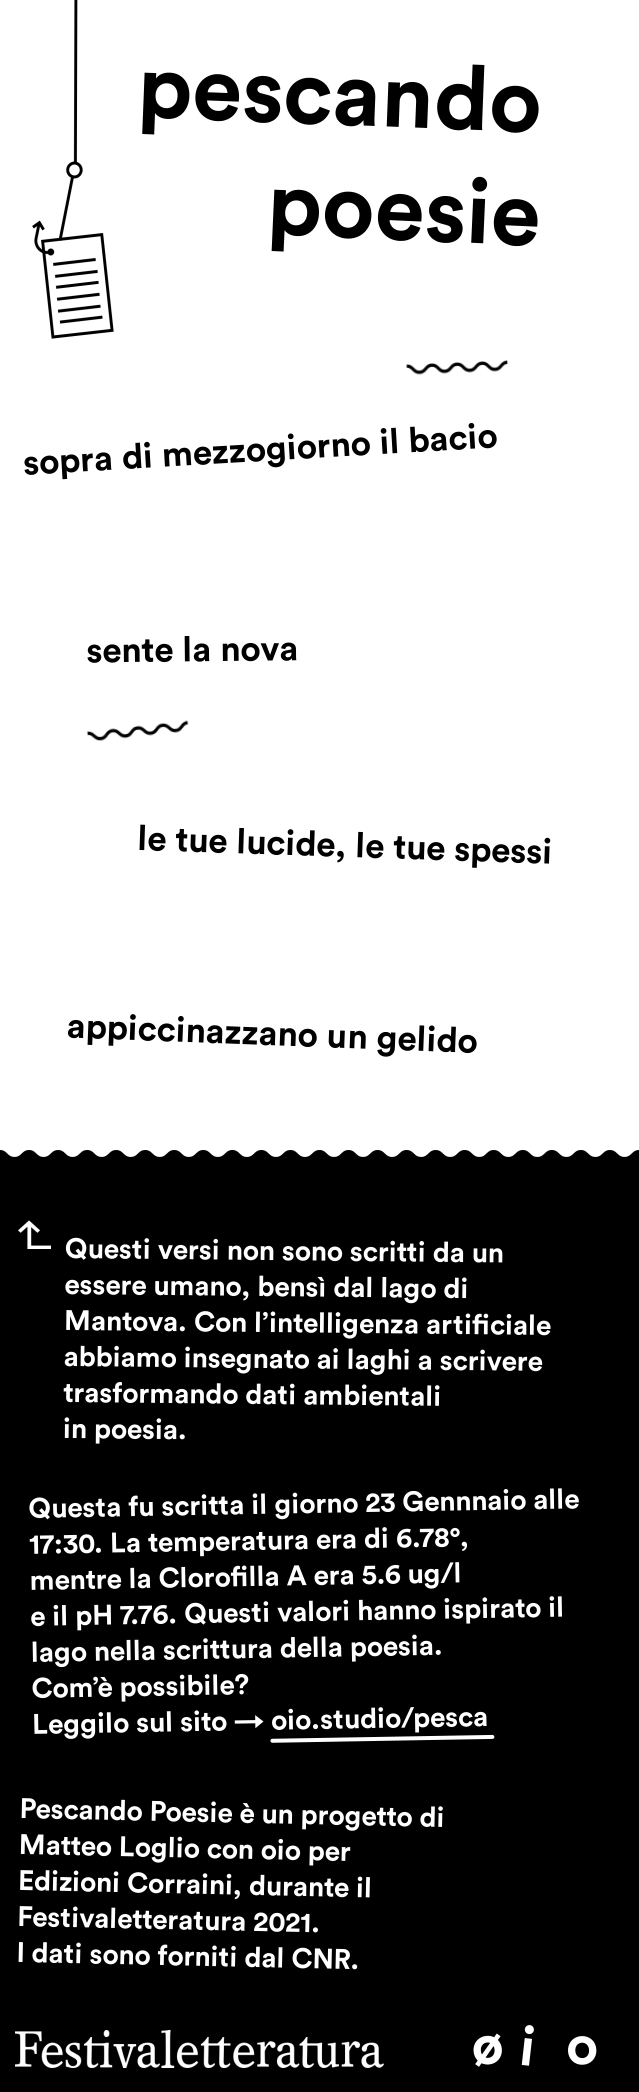 pescando
poesie
sopra di mezzogiorno il bacio
sente la nova
le tue lucide, le tue spessi
appiccinazzano un gelido
Questi versi non sono scritti da un
essere umano, bensì dal lago di
Mantova. Con l’intelligenza artificiale
abbiamo insegnato ai laghi a scrivere
trasformando dati ambientali
in poesia.
Questa fu scritta il giorno 23 Gennnaio alle
17:30. La temperatura era di 6.78°,
mentre la Clorofilla A era 5.6 ug/l
e il pH 7.76. Questi valori hanno ispirato il
lago nella scrittura della poesia.
Com’è possibile?
Leggilo sul sito → oio.studio/pesca
Pescando Poesie è un progetto di
Matteo Loglio con oio per
Edizioni Corraini, durante il
Festivaletteratura 2021.
I dati sono forniti dal CNR.
Festivaletteratura øio